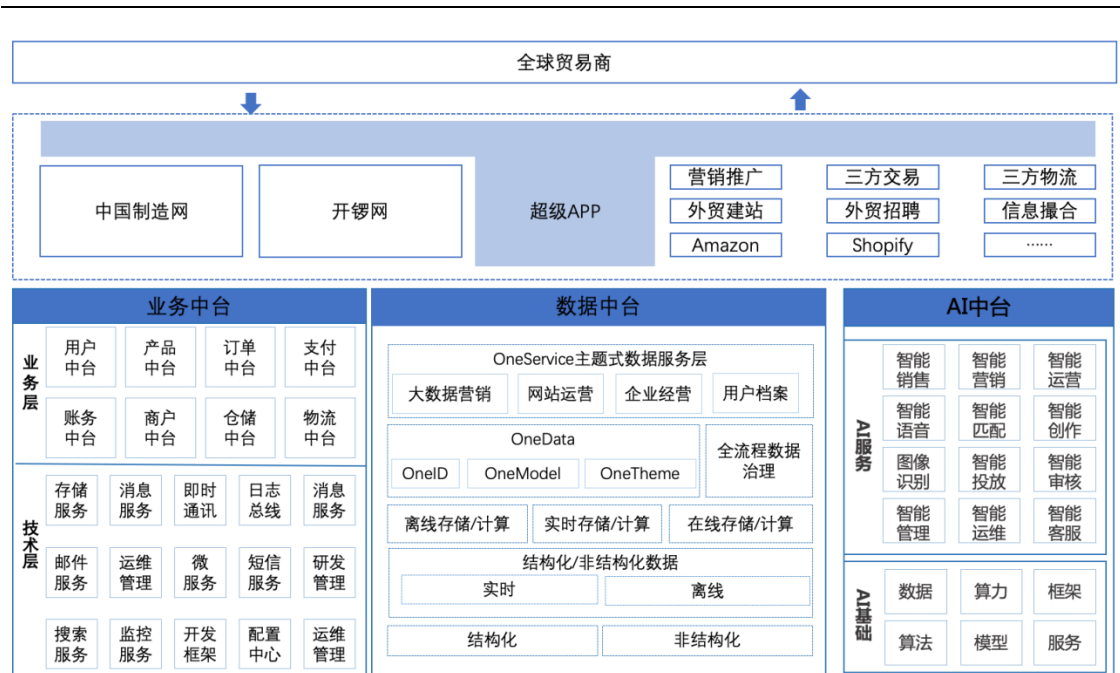 全球贸易商
中国制造网
开锣网
超级APP
营销推广
三方交易
三方物流
外贸建站
外贸招聘
信息撮合
Amazon
Shopify
……
业务中台
业务层
用户
中台
产品
中台
订单
中台
支付
中台
账务
中台
商户
中台
仓储
中台
物流
中台
技术层
存储
服务
消息
服务
即时
通讯
日志
总线
消息
服务
邮件
服务
运维
管理
微
服务
短信
服务
研发
管理
搜索
服务
监控
服务
开发
框架
配置
中心
运维
管理
数据中台
OneService主题式数据服务层
大数据营销
网站运营
企业经营
用户档案
OneData
OneID
OneModel
OneTheme
全流程数据
治理
离线存储/计算
实时存储/计算
在线存储/计算
结构化/非结构化数据
实时
离线
结构化
非结构化
AI中台
AI服务
智能
销售
智能
营销
智能
运营
智能
语音
智能
匹配
智能
创作
图像
识别
智能
投放
智能
审核
智能
管理
智能
运维
智能
客服
AI基础
数据
算力
框架
算法
模型
服务